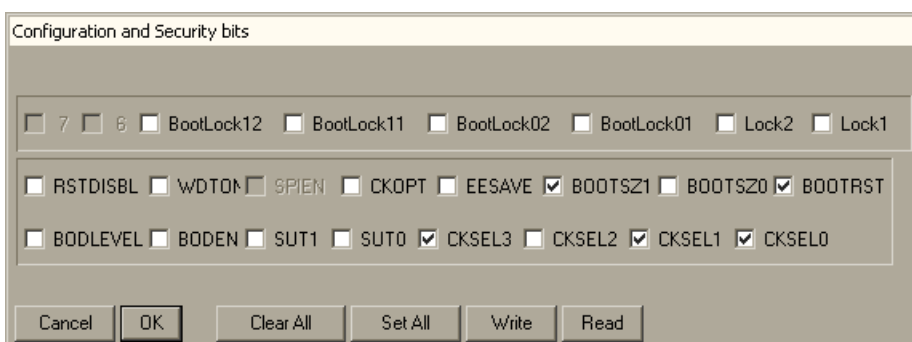 Configuration and Security bits
7 6 BootLock12 BootLock11 BootLock02 BootLock01 Lock2 Lock1
RSTDISBL WDTON SPIEN CKOPT EESAVE BOOTSZ1 BOOTSZ0 BOOTRST
BODLEVEL BODEN SUT1 SUT0 CKSEL3 CKSEL2 CKSEL1 CKSEL0
Cancel OK Clear All Set All Write Read